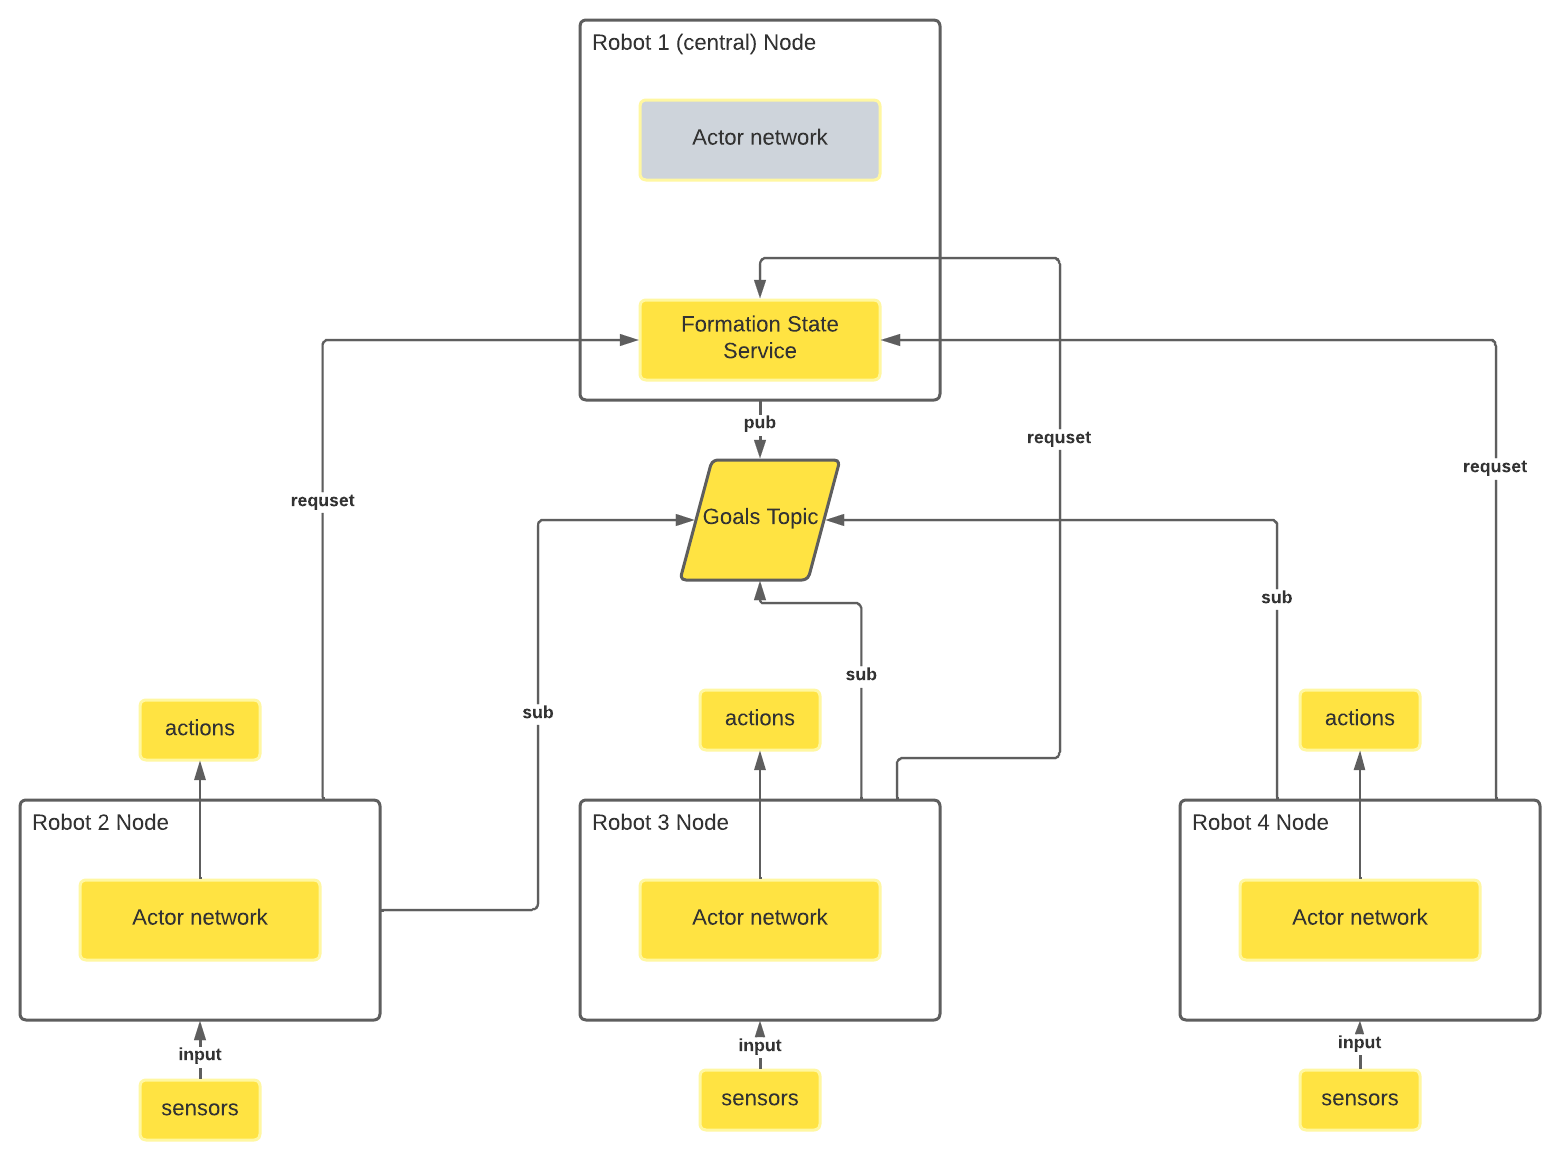 Robot 1 (central) Node
Actor network
Formation State
Service
pub
requset
requset
requset
Goals Topic
sub
sub
sub
actions
actions
actions
Robot 2 Node
Robot 3 Node
Robot 4 Node
Actor network
Actor network
Actor network
input
input
input
sensors
sensors
sensors